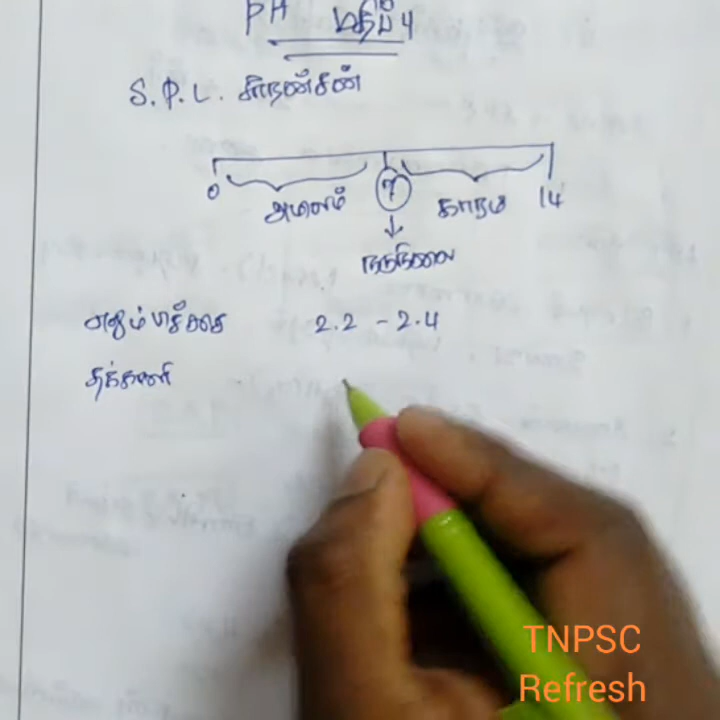 PH மதிப்பு
S.P.L. சாரன்சன்
0 அமிலம் 7 காரம் 14
நடுநிலை
எலுமிச்சை 2.2 - 2.4
தக்காளி
TNPSC
Refresh